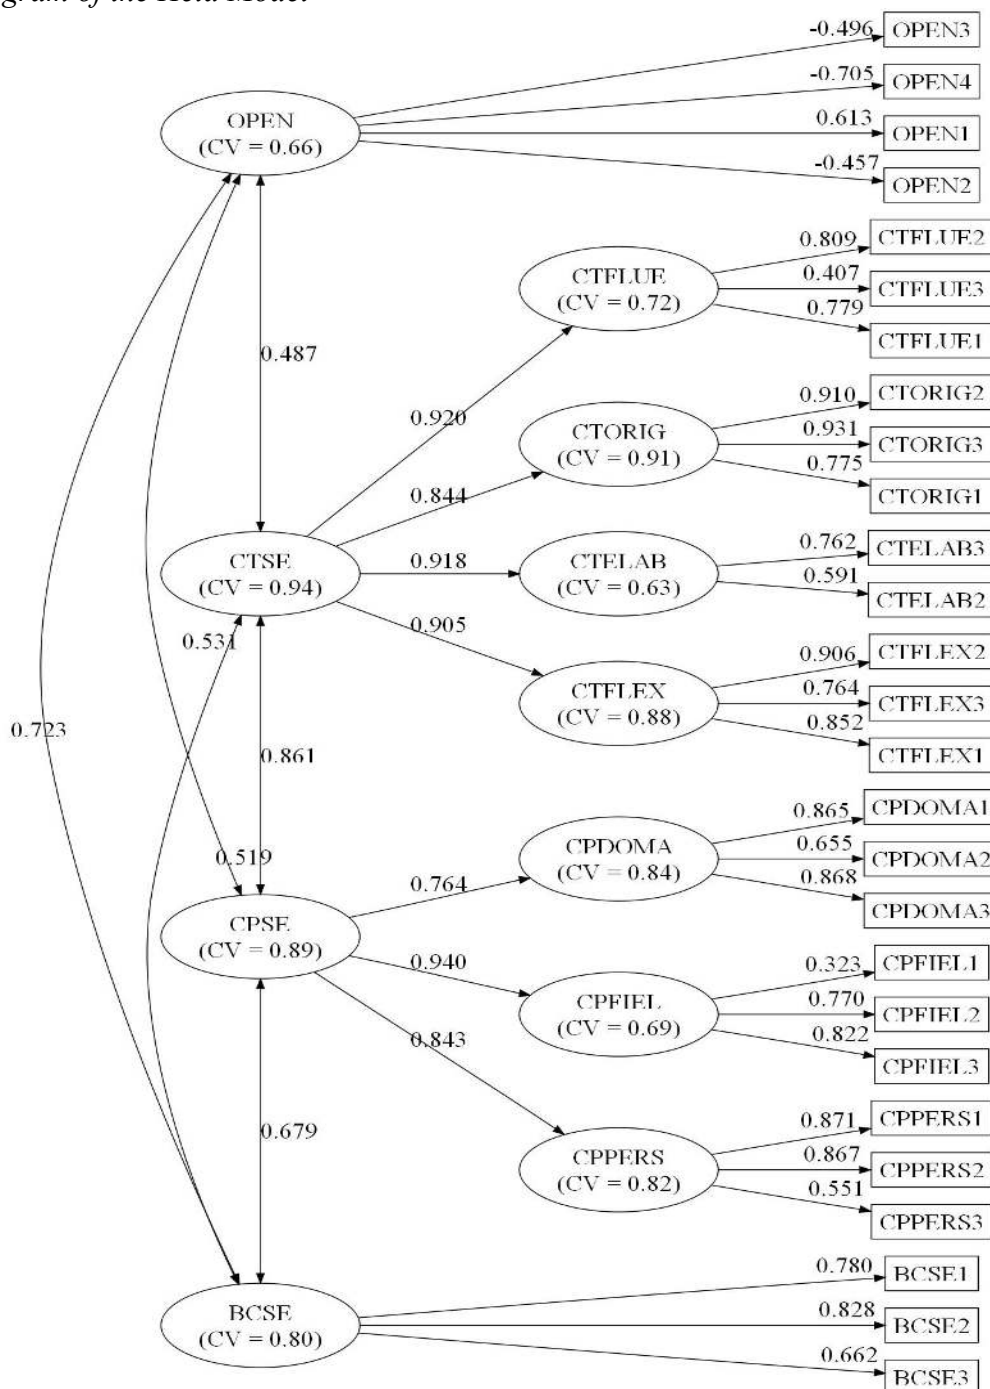 gram of the Held Model
-0.496
OPEN3
-0.705
OPEN4
OPEN
(CV = 0.66)
0.613
OPEN1
-0.457
OPEN2
0.809
CTFLUE2
CTFLUE
(CV = 0.72)
0.407
CTFLUE3
0.779
CTFLUE1
0.487
0.920
0.910
CTORIG2
CTORIG
(CV = 0.91)
0.931
CTORIG3
0.775
CTORIG1
0.844
CTSE
(CV = 0.94)
0.918
CTELAB
(CV = 0.63)
0.762
CTELAB3
0.591
CTELAB2
0.905
0.531
0.906
CTFLEX2
CTFLEX
(CV = 0.88)
0.764
CTFLEX3
0.852
CTFLEX1
0.723
0.861
0.865
CPDOMA1
CPDOMA
(CV = 0.84)
0.655
CPDOMA2
0.868
CPDOMA3
0.519
0.764
CPSE
(CV = 0.89)
0.940
0.323
CPFIEL1
CPFIEL
(CV = 0.69)
0.770
CPFIEL2
0.822
CPFIEL3
0.843
0.679
0.871
CPPERS1
CPPERS
(CV = 0.82)
0.867
CPPERS2
0.551
CPPERS3
0.780
BCSE1
BCSE
(CV = 0.80)
0.828
BCSE2
0.662
BCSE3